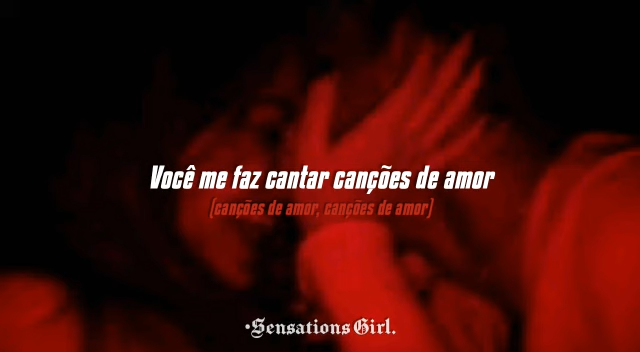 Você me faz cantar canções de amor
(canções de amor, canções de amor)
•Sensations Girl.